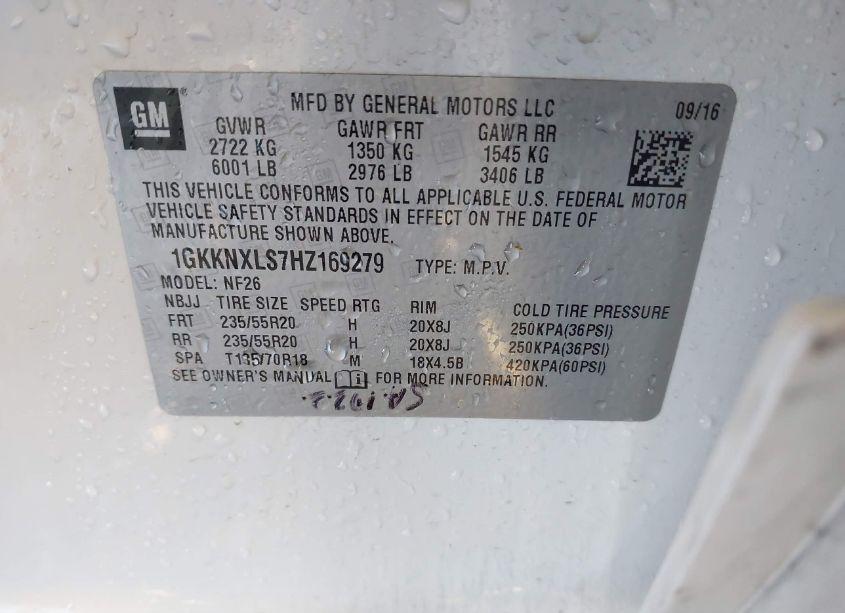 GM MFD BY GENERAL MOTORS LLC 09/16
GVWR GAWR FRT GAWR RR
2722 KG 1350 KG 1545 KG
6001 LB 2976 LB 3406 LB
THIS VEHICLE CONFORMS TO ALL APPLICABLE U.S. FEDERAL MOTOR
VEHICLE SAFETY STANDARDS IN EFFECT ON THE DATE OF
MANUFACTURE SHOWN ABOVE.
1GKKNXLS7HZ169279 TYPE: M.P.V.
MODEL: NF26
NBJJ TIRE SIZE SPEED RTG RIM COLD TIRE PRESSURE
FRT 235/55R20 H 20X8J 250KPA(36PSI)
RR 235/55R20 H 20X8J 250KPA(36PSI)
SPA T135/70R18 M 18X4.5B 420KPA(60PSI)
SEE OWNER'S MANUAL FOR MORE INFORMATION.